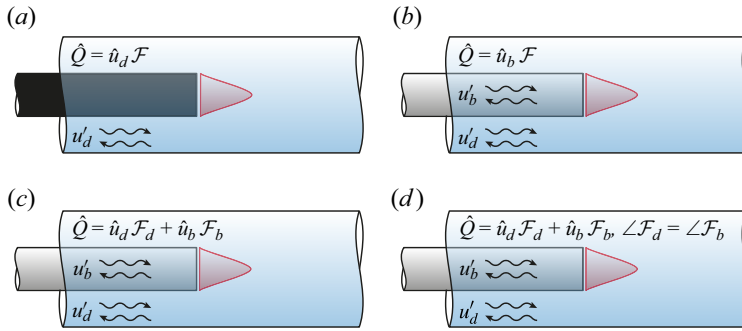 (a)
Q̂ = û_d ℱ
u′_d
(b)
Q̂ = û_b ℱ
u′_b
u′_d
(c)
Q̂ = û_d ℱ_d + û_b ℱ_b
u′_b
u′_d
(d)
Q̂ = û_d ℱ_d + û_b ℱ_b, ∠ℱ_d = ∠ℱ_b
u′_b
u′_d